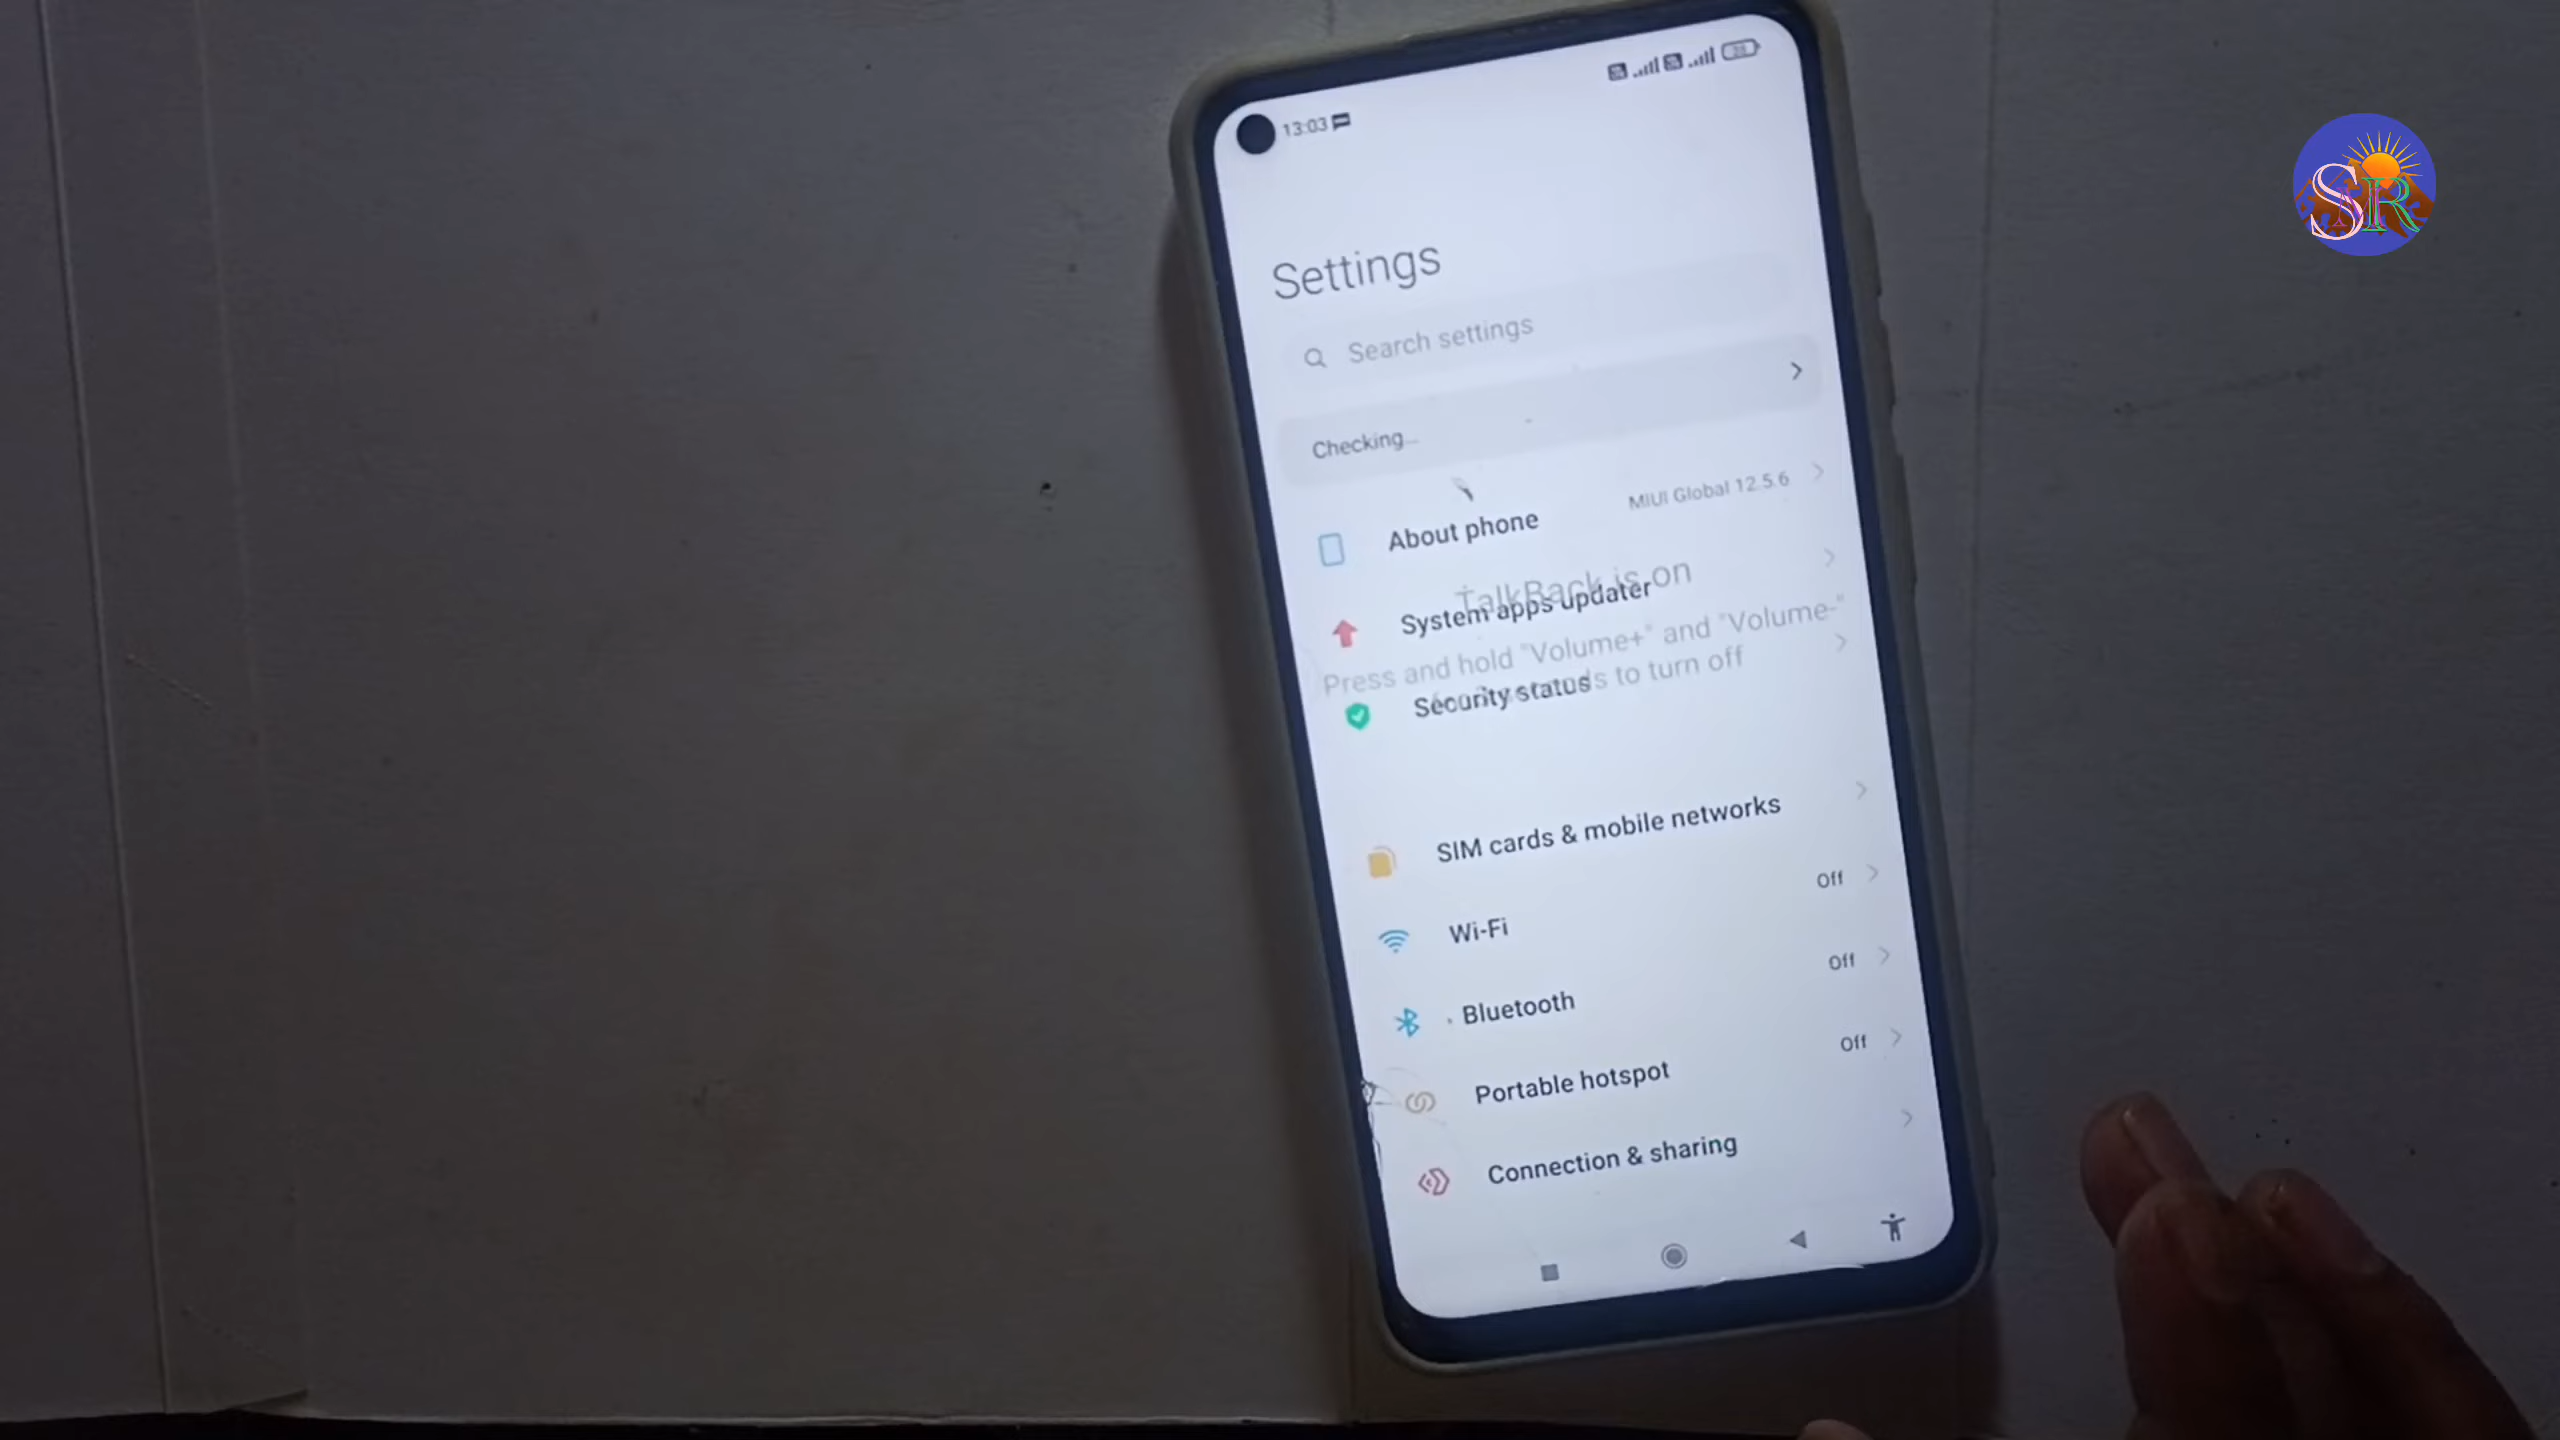 13:03
Settings
Search settings
Checking...
About phone
MIUI Global 12.5.6
TalkBack is on
System apps updater
Press and hold "Volume+" and "Volume-"
to turn off
Security status
SIM cards & mobile networks
Wi-Fi
Off
Bluetooth
Off
Portable hotspot
Off
Connection & sharing
SR